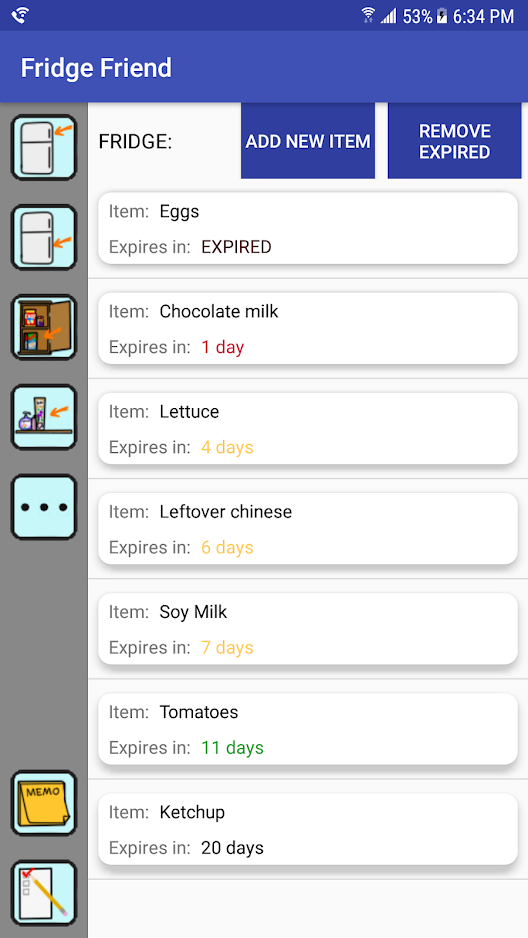 53% 6:34 PM
Fridge Friend
FRIDGE:
ADD NEW ITEM
REMOVE
EXPIRED
Item: Eggs
Expires in: EXPIRED
Item: Chocolate milk
Expires in: 1 day
Item: Lettuce
Expires in: 4 days
Item: Leftover chinese
Expires in: 6 days
Item: Soy Milk
Expires in: 7 days
Item: Tomatoes
Expires in: 11 days
Item: Ketchup
Expires in: 20 days
MEMO